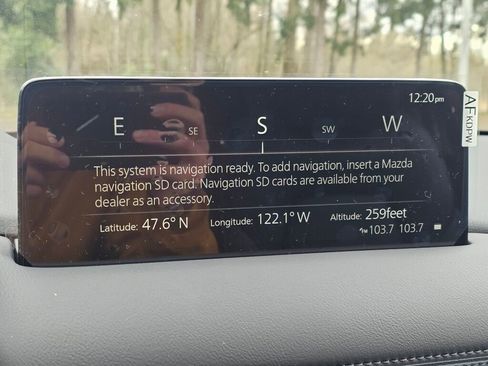 12:20pm
E SE S SW W
This system is navigation ready. To add navigation, insert a Mazda
navigation SD card. Navigation SD cards are available from your
dealer as an accessory.
Latitude: 47.6° N Longitude: 122.1° W Altitude: 259feet
FM 103.7 103.7
AF KDPW